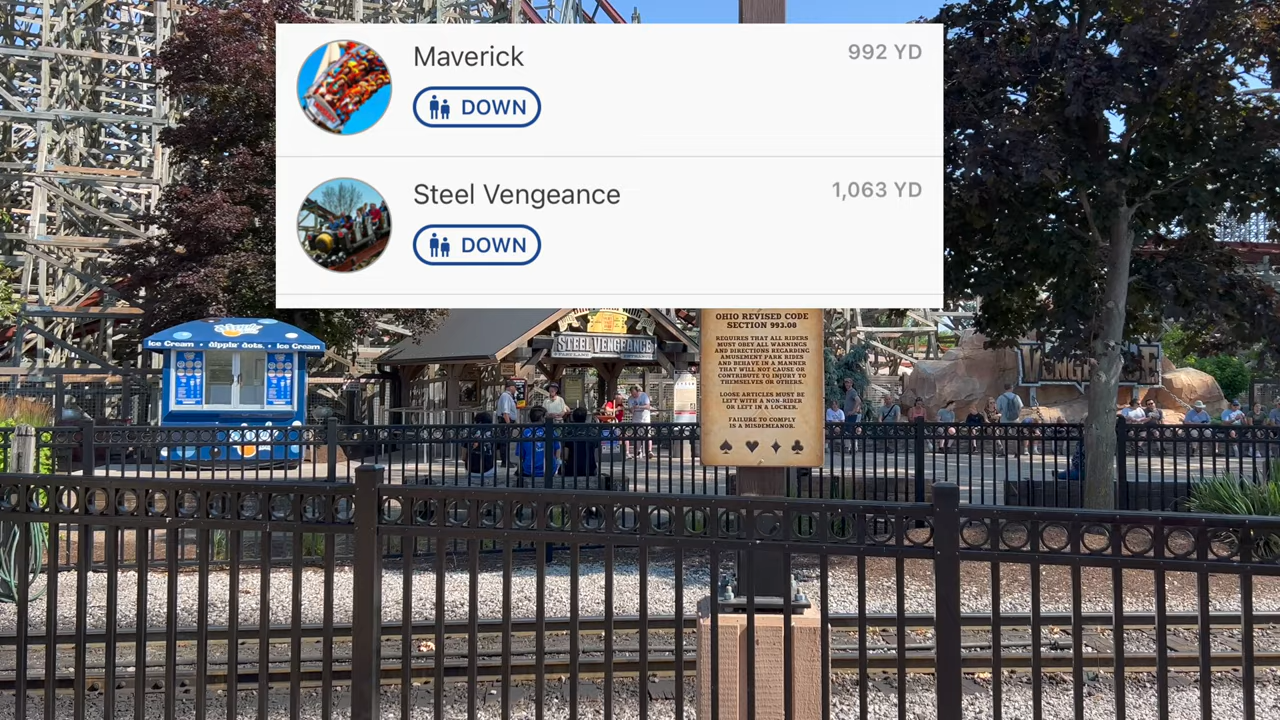 Maverick
992 YD
DOWN
Steel Vengeance
1,063 YD
DOWN
OHIO REVISED CODE
SECTION 993.08
REQUIRES THAT ALL RIDERS
MUST OBEY ALL WARNINGS
AND DIRECTIONS REGARDING
AMUSEMENT PARK RIDES
AND BEHAVE IN A MANNER
THAT WILL NOT CAUSE OR
CONTRIBUTE TO INJURY TO
THEMSELVES OR OTHERS.
LOOSE ARTICLES MUST BE
LEFT WITH A NON-RIDER
OR LEFT IN A LOCKER.
FAILURE TO COMPLY
IS A MISDEMEANOR.
Ice Cream • dippin' dots. • Ice Cream
STEEL VENGEANCE